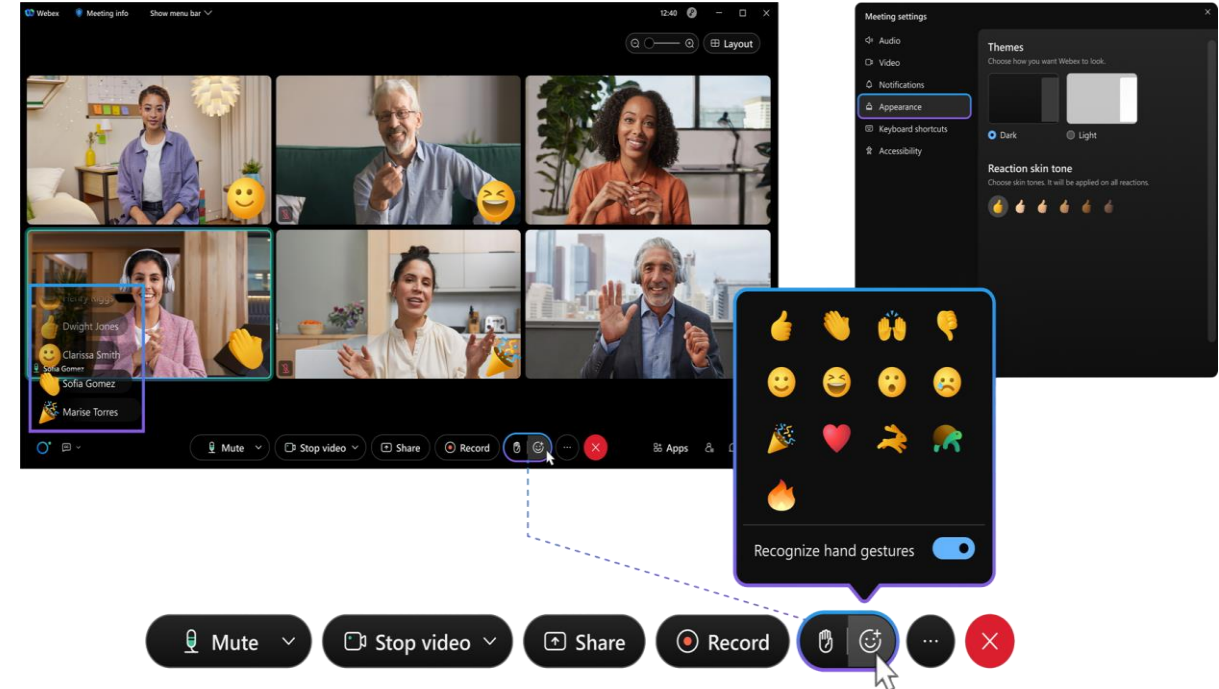 Webex Meeting info Show menu bar 12:40
Layout
Dwight Jones
Clarissa Smith
Sofia Gomez
Sofia Gomez
Marise Torres
Mute Stop video Share Record Apps
Meeting settings
Audio
Video
Notifications
Appearance
Keyboard shortcuts
Accessibility
Themes
Choose how you want Webex to look.
Dark Light
Reaction skin tone
Choose skin tones. It will be applied on all reactions.
Recognize hand gestures
Mute Stop video Share Record